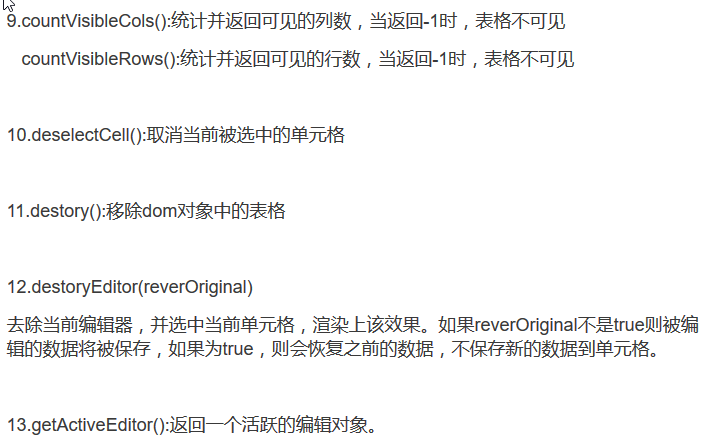 9.countVisibleCols():统计并返回可见的列数，当返回-1时，表格不可见
countVisibleRows():统计并返回可见的行数，当返回-1时，表格不可见
10.deselectCell():取消当前被选中的单元格
11.destory():移除dom对象中的表格
12.destoryEditor(reverOriginal)
去除当前编辑器，并选中当前单元格，渲染上该效果。如果reverOriginal不是true则被编
辑的数据将被保存，如果为true，则会恢复之前的数据，不保存新的数据到单元格。
13.getActiveEditor():返回一个活跃的编辑对象。